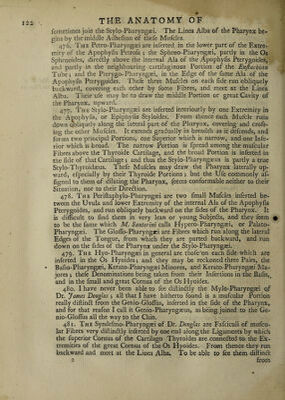 122 THE ANATOMY OF
sometimes join the Stylo-Pharyngæi. The Linea Alba of the Pharynx be-
gins by the middle Adhesion of these Muscles.
476. THE Petro-Pharyngæi are inserted in the lower part of the Extre-
mity of the Apophysis Petrosa; the Spheno-Pharyngæi, partly in the Os
Sphenoides, directly above the internal Ala of the Apophysis Pterygoides,
and partly in the neighbouring cartilaginous Portion of the Eustachian
Tube; and the Pterygo-Pharyngæi, in the Edge of the same Ala of the
Apophysis Pterygoides. These three Muscles on each side run obliquely
backward, covering each other by some Fibres, and meet at the Linea
Alba. Their use may be to draw the middle Portion or great Cavity of
the Pharynx, upward.
477. THE Stylo-Pharyngæi are inserted interiourly by one Extremity in
the Apophysis, or Epiphysis Styloides. From thence each Muscle runs
down obliquely along the lateral part of the Pharynx, covering and cross-
ing the other Muscles. It extends gradually in breadth as it descends, and
forms two principal Portions, one Superior which is narrow, and one Infe-
rior which is broad. The narrow Portion is spread among the muscular
Fibres above the Thyroide Cartilage, and the broad Portion is inserted in
the side of that Cartilage; and thus the Stylo-Pharyngæus is partly a true
Stylo-Thyroidæus. These Muscles may draw the Pharynx laterally up-
ward, especially by their Thyroide Portions; but the Use commonly as-
signed to them of dilating the Pharynx, seems conformable neither to their
Situation, nor to their Direction.
478. THE Peristaphylo-Pharyngæi are two small Muscles inserted be-
tween the Uvula and lower Extremity of the internal Ala of the Apophysis
Pterygoides, and run obliquely backward on the sides of the Pharynx. It
is difficult to find them in very lean or young Subjects, and they seem
to be the same which M. Santorini calls Hypero-Pharyngæi, or Palato-
Pharyngæi. The Glosso-Pharyngæi are Fibres which run along the lateral
Edges of the Tongue, from which they are parted backward, and run
down on the sides of the Pharynx under the Stylo-Pharyngæi.
479. THE Hyo-Pharyngæi in general are those on each side which are
inserted in the Os Hyoides; and they may be reckoned three Pairs, the
Basio-Pharyngæi, Kerato-Pharyngæi Minores, and Kerato-Pharyngæi Ma-
jores; these Denominations being taken from their Insertions in the Basis,
and in the small and great Cornua of the Os Hyoides.
480. I have never been able to see distinctly the Mylo-Pharyngæi of
Dr. James Douglas; all that I have hitherto found is a muscular Portion
really distinct from the Genio-Glossus, inserted in the side of the Pharynx,
and for that reason I call it Genio-Pharyngæus, as being joined to the Ge-
nio-Glossus all the way to the Chin.
481. THE Syndesmo-Pharyngæi of Dr. Douglas are Fasciculi of muscu-
lar Fibres very distinctly inserted by one end along the Ligaments by which
the superior Cornua of the Cartilago Thyroides are connected to the Ex-
tremities of the great Cornua of the Os Hyoides. From thence they run
backward and meet at the Linea Alba. To be able to see them distinct
2 from